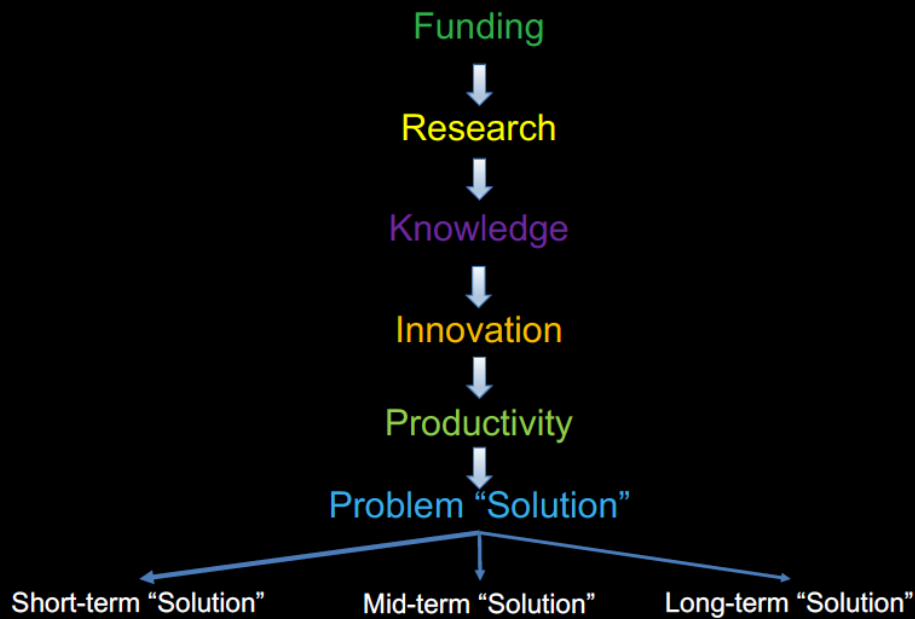 Funding
Research
Knowledge
Innovation
Productivity
Problem “Solution”
Short-term “Solution”
Mid-term “Solution”
Long-term “Solution”